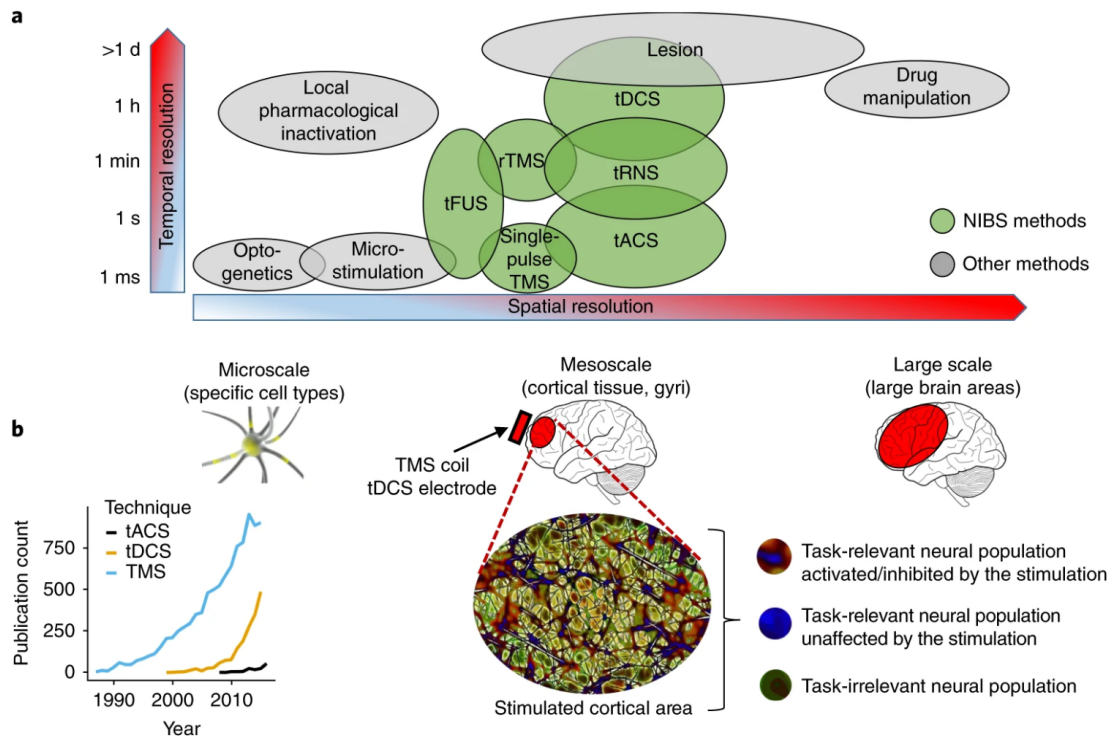 a
>1 d
1 h
1 min
1 s
1 ms
Temporal resolution
Local
pharmacological
inactivation
Lesion
Drug
manipulation
tDCS
rTMS
tRNS
tFUS
tACS
Single-
pulse
TMS
Opto-
genetics
Micro-
stimulation
NIBS methods
Other methods
Spatial resolution
Microscale
(specific cell types)
Mesoscale
(cortical tissue, gyri)
Large scale
(large brain areas)
b
TMS coil
tDCS electrode
Technique
tACS
tDCS
TMS
Publication count
750
500
250
0
1990 2000 2010
Year
Stimulated cortical area
Task-relevant neural population
activated/inhibited by the stimulation
Task-relevant neural population
unaffected by the stimulation
Task-irrelevant neural population